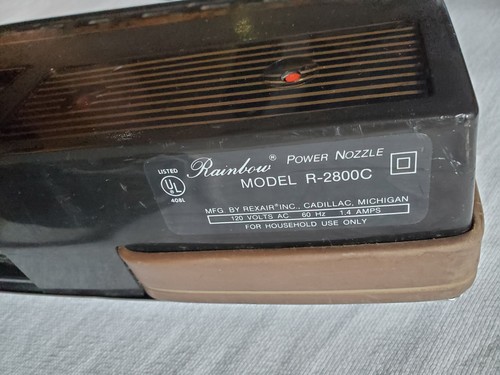 LISTED
UL
408L
Rainbow® POWER NOZZLE
MODEL R-2800C
MFG. BY REXAIR® INC., CADILLAC, MICHIGAN
120 VOLTS AC 60 Hz 1.4 AMPS
FOR HOUSEHOLD USE ONLY